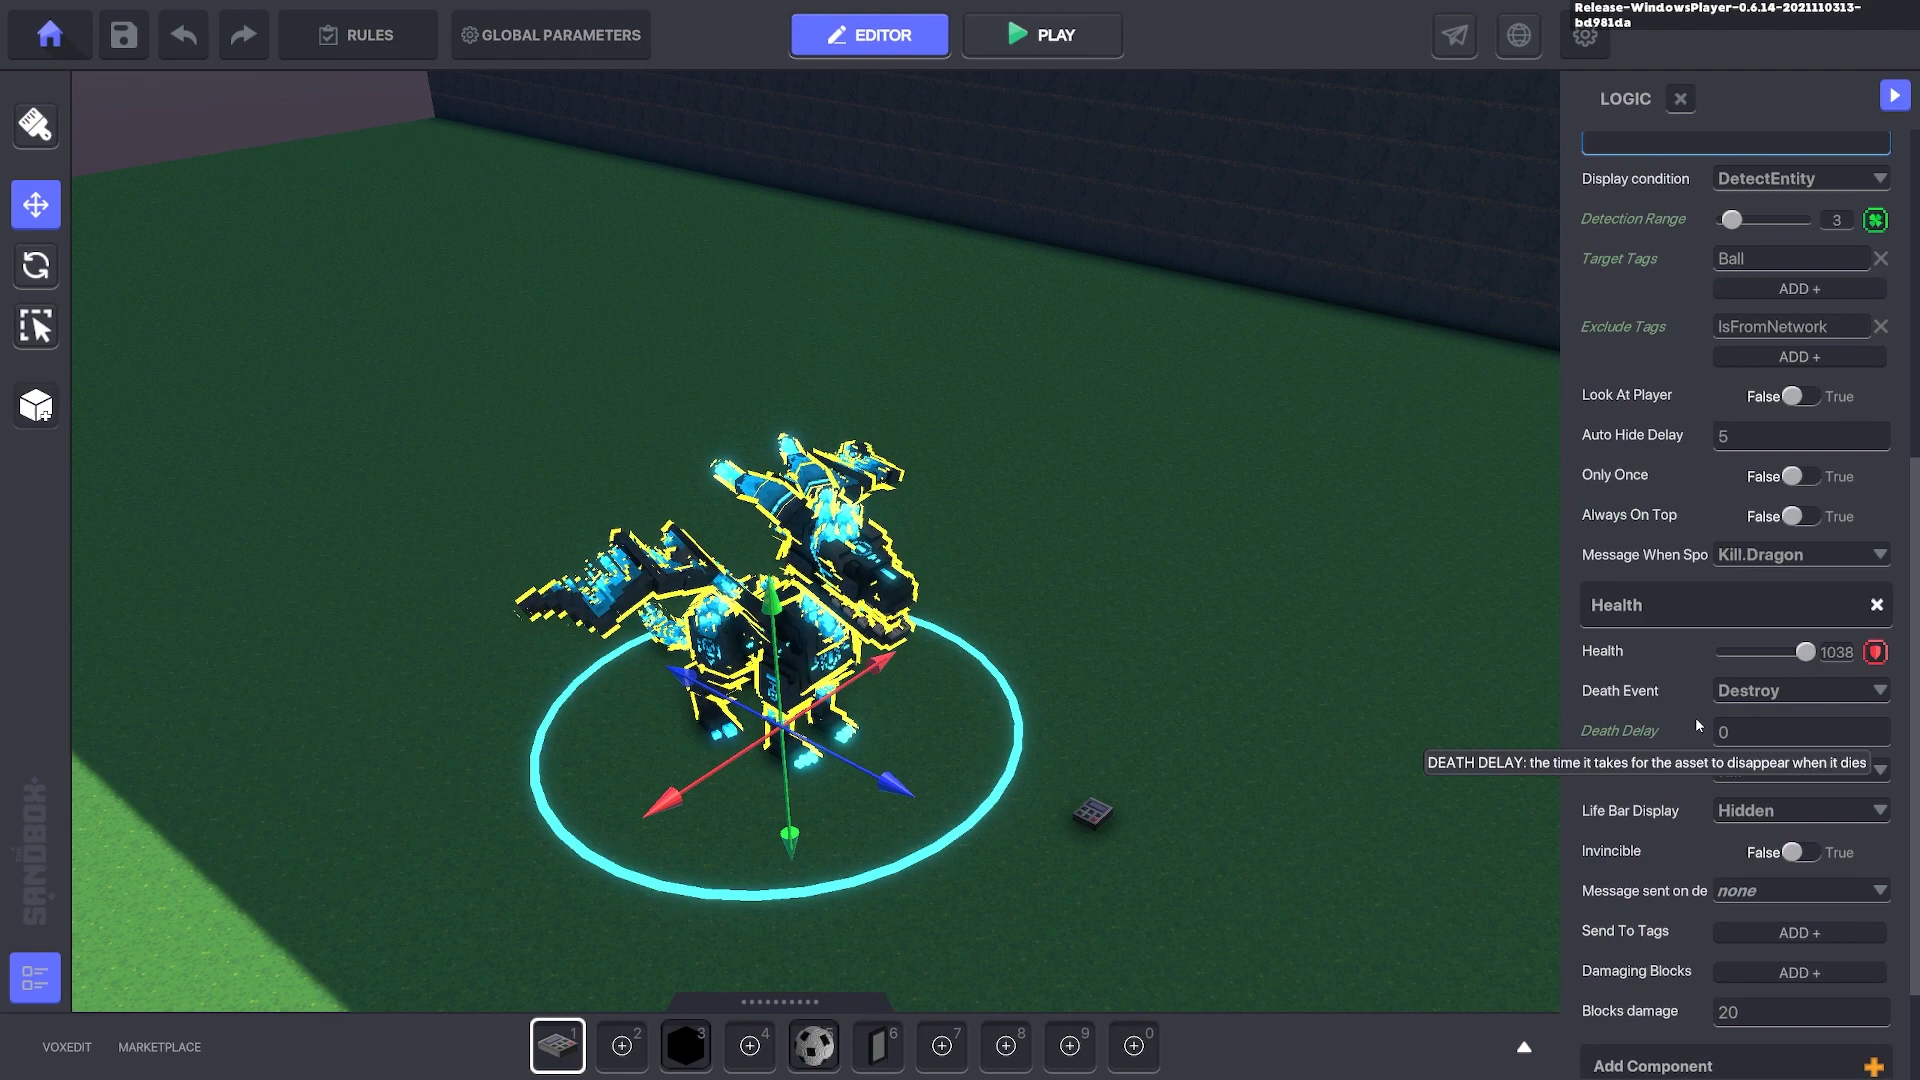 Release-WindowsPlayer-0.6.14-2021110313-
bd981da
RULES
GLOBAL PARAMETERS
EDITOR
PLAY
LOGIC
Display condition DetectEntity
Detection Range 3
Target Tags Ball
ADD +
Exclude Tags IsFromNetwork
ADD +
Look At Player False True
Auto Hide Delay 5
Only Once False True
Always On Top False True
Message When Spo Kill.Dragon
Health
Health 1038
Death Event Destroy
Death Delay 0
DEATH DELAY: the time it takes for the asset to disappear when it dies
Life Bar Display Hidden
Invincible False True
Message sent on de none
Send To Tags ADD +
Damaging Blocks ADD +
Blocks damage 20
Add Component
THE SANDBOX
VOXEDIT MARKETPLACE
1 2 3 4 5 6 7 8 9 0